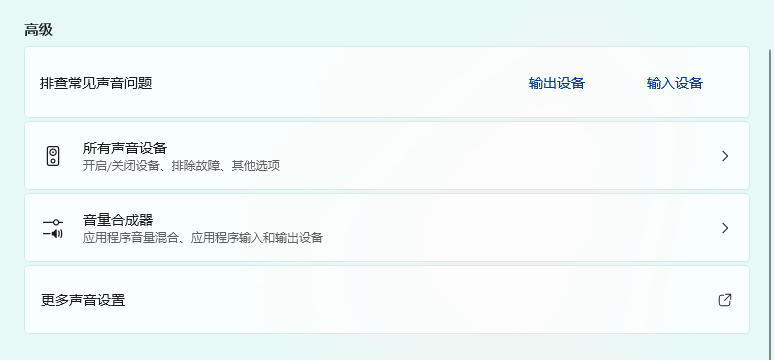 高级
排查常见声音问题 输出设备 输入设备
所有声音设备
开启/关闭设备、排除故障、其他选项
音量合成器
应用程序音量混合、应用程序输入和输出设备
更多声音设置